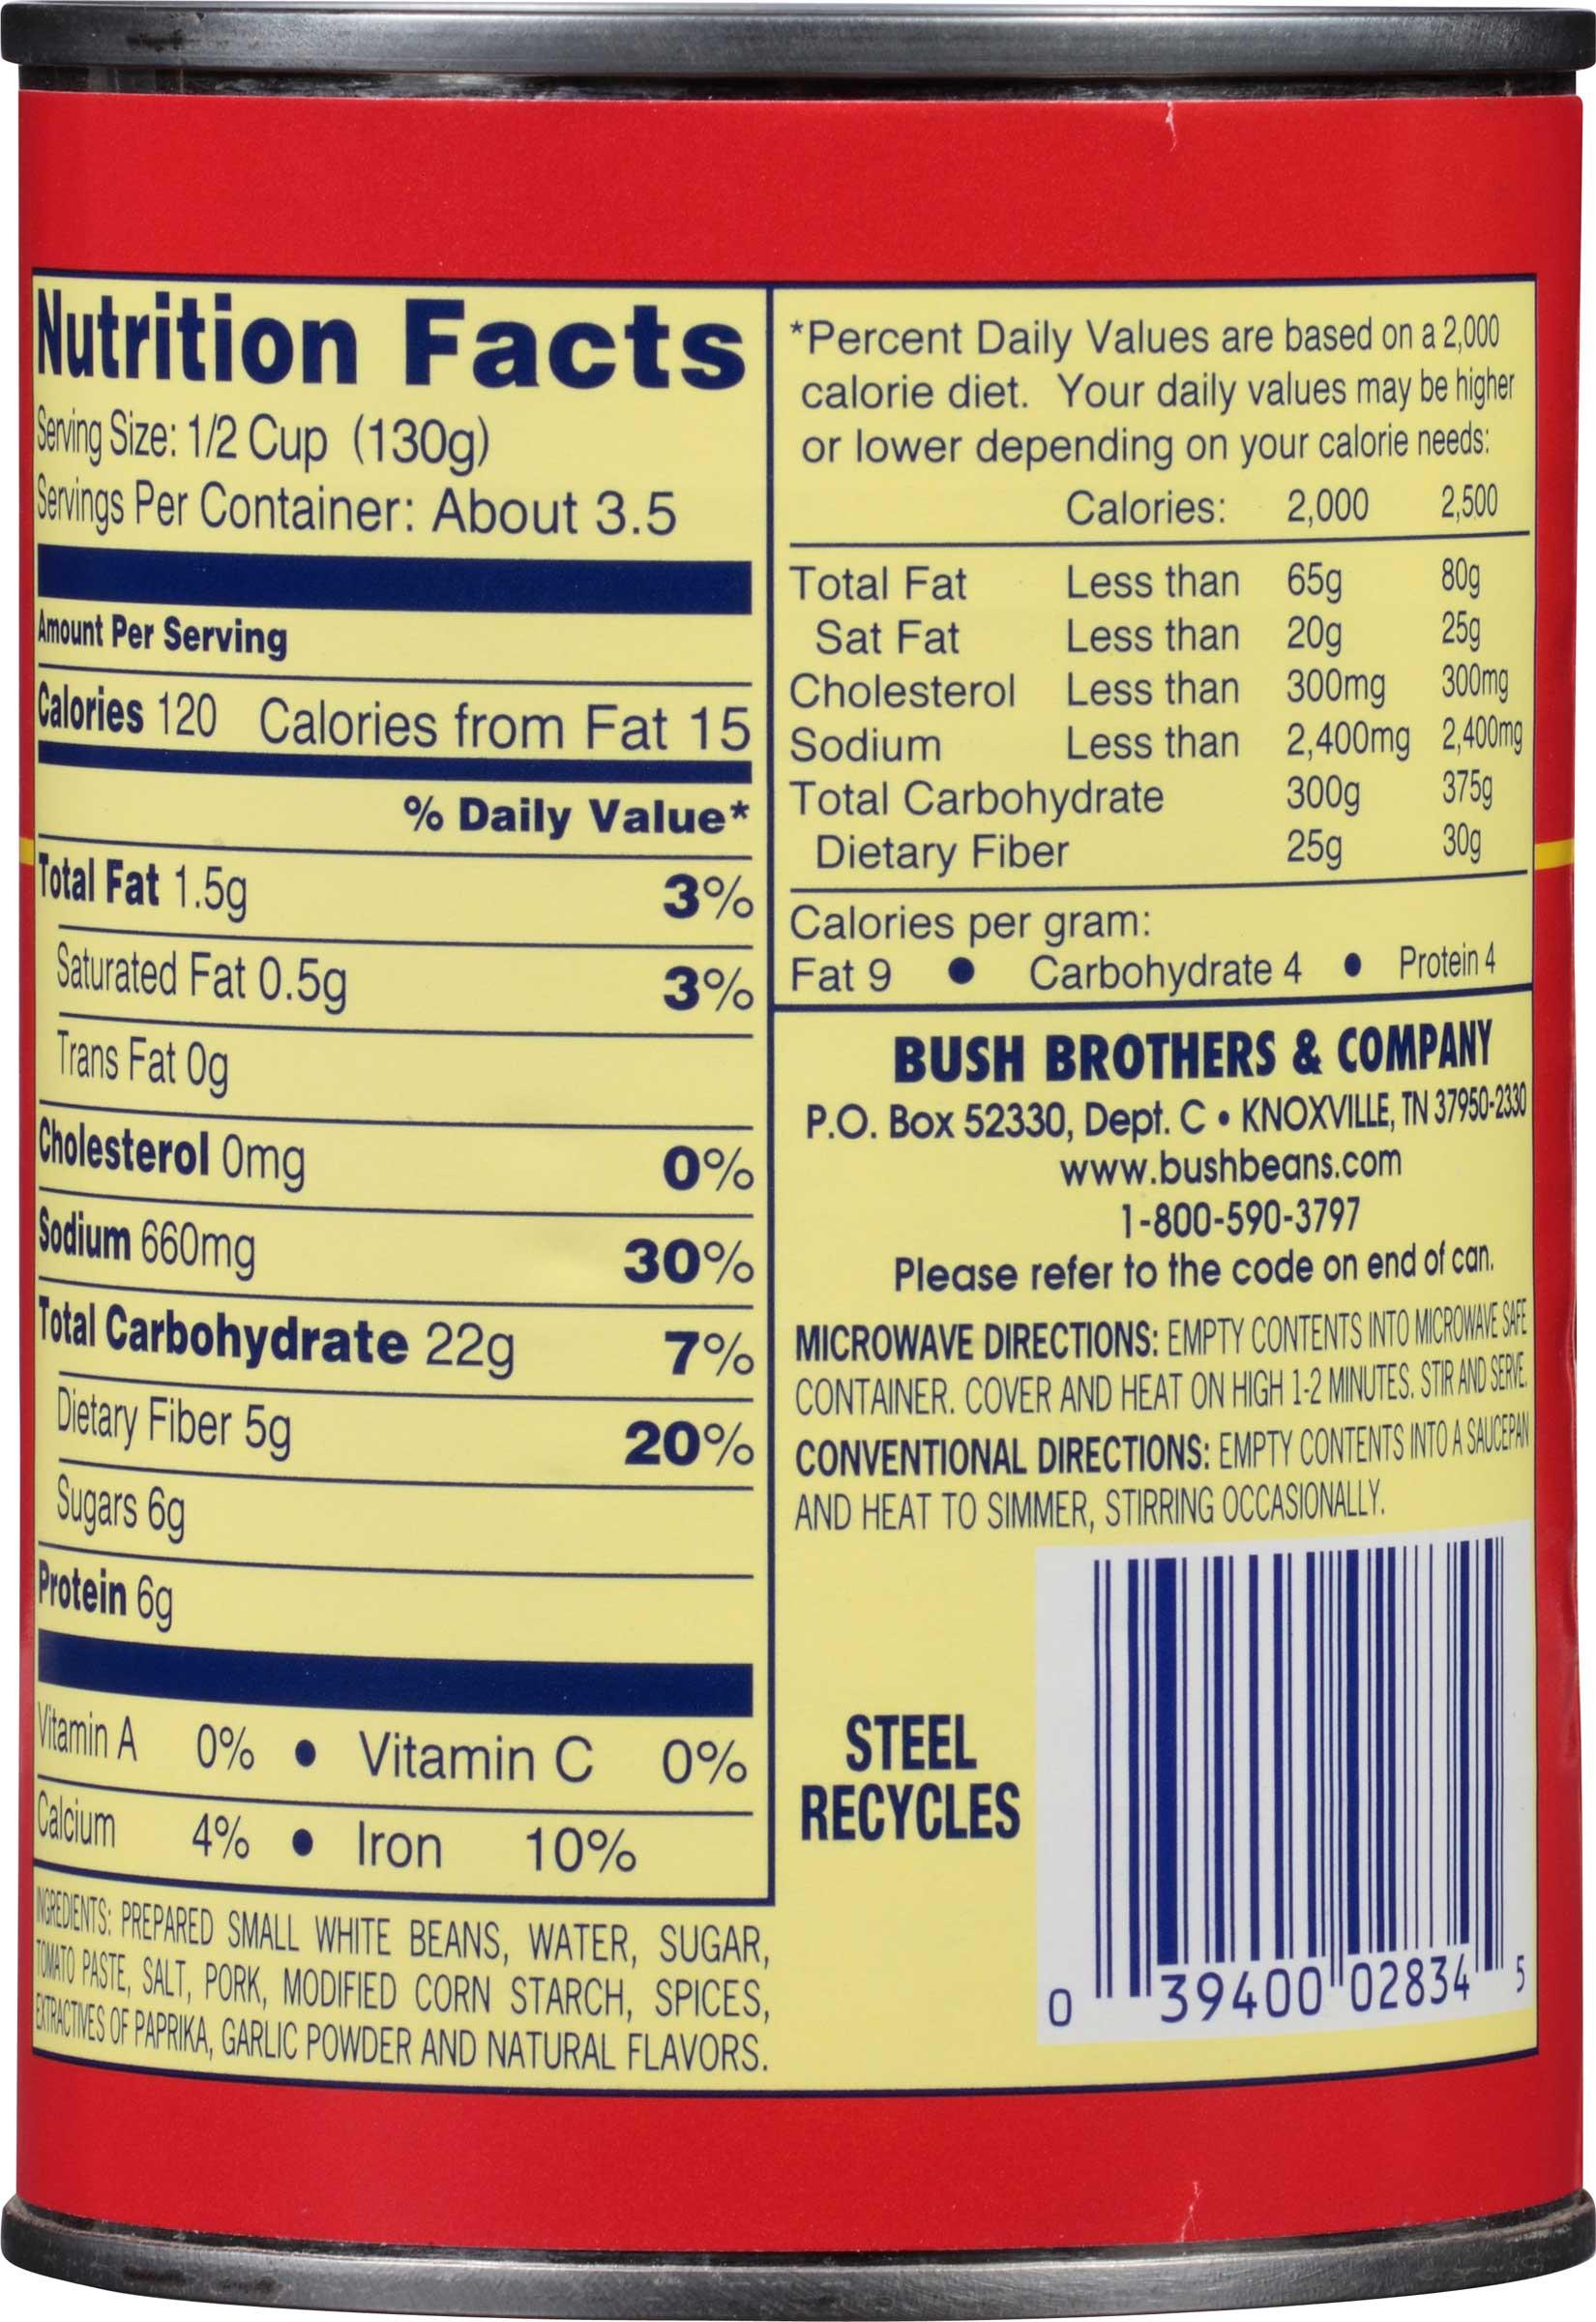 Nutrition Facts
Serving Size: 1/2 Cup (130g)
Servings Per Container: About 3.5
Amount Per Serving
Calories 120 Calories from Fat 15
% Daily Value*
Total Fat 1.5g 3%
Saturated Fat 0.5g 3%
Trans Fat 0g
Cholesterol 0mg 0%
Sodium 660mg 30%
Total Carbohydrate 22g 7%
Dietary Fiber 5g 20%
Sugars 6g
Protein 6g
Vitamin A 0% • Vitamin C 0%
Calcium 4% • Iron 10%
INGREDIENTS: PREPARED SMALL WHITE BEANS, WATER, SUGAR,
TOMATO PASTE, SALT, PORK, MODIFIED CORN STARCH, SPICES,
EXTRACTIVES OF PAPRIKA, GARLIC POWDER AND NATURAL FLAVORS.
*Percent Daily Values are based on a 2,000
calorie diet. Your daily values may be higher
or lower depending on your calorie needs:
Calories: 2,000 2,500
Total Fat Less than 65g 80g
Sat Fat Less than 20g 25g
Cholesterol Less than 300mg 300mg
Sodium Less than 2,400mg 2,400mg
Total Carbohydrate 300g 375g
Dietary Fiber 25g 30g
Calories per gram:
Fat 9 • Carbohydrate 4 • Protein 4
BUSH BROTHERS & COMPANY
P.O. Box 52330, Dept. C • KNOXVILLE, TN 37950-2330
www.bushbeans.com
1-800-590-3797
Please refer to the code on end of can.
MICROWAVE DIRECTIONS: EMPTY CONTENTS INTO MICROWAVE SAFE
CONTAINER. COVER AND HEAT ON HIGH 1-2 MINUTES. STIR AND SERVE.
CONVENTIONAL DIRECTIONS: EMPTY CONTENTS INTO A SAUCEPAN
AND HEAT TO SIMMER, STIRRING OCCASIONALLY.
STEEL
RECYCLES
0 39400 02834 5